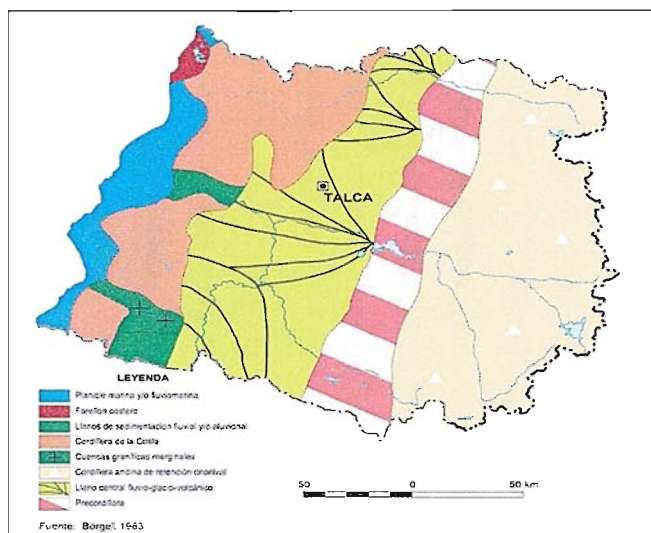 TALCA
LEYENDA
Planicie marina y/o fluviomarina
Farellon costero
Llanos de sedimentación fluvial y/o aluvional
Cordillera de la Costa
Cuencas graníticas marginales
Cordillera andina de retención crionival
Llano central fluvio-glacio-volcánico
Precordillera
50 0 50 km
Fuente: Börgel, 1983